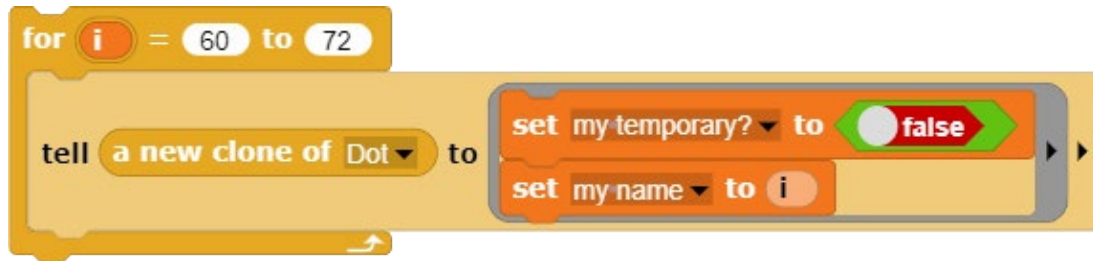 for i = 60 to 72
set my temporary? to false
tell a new clone of Dot to
set my name to i